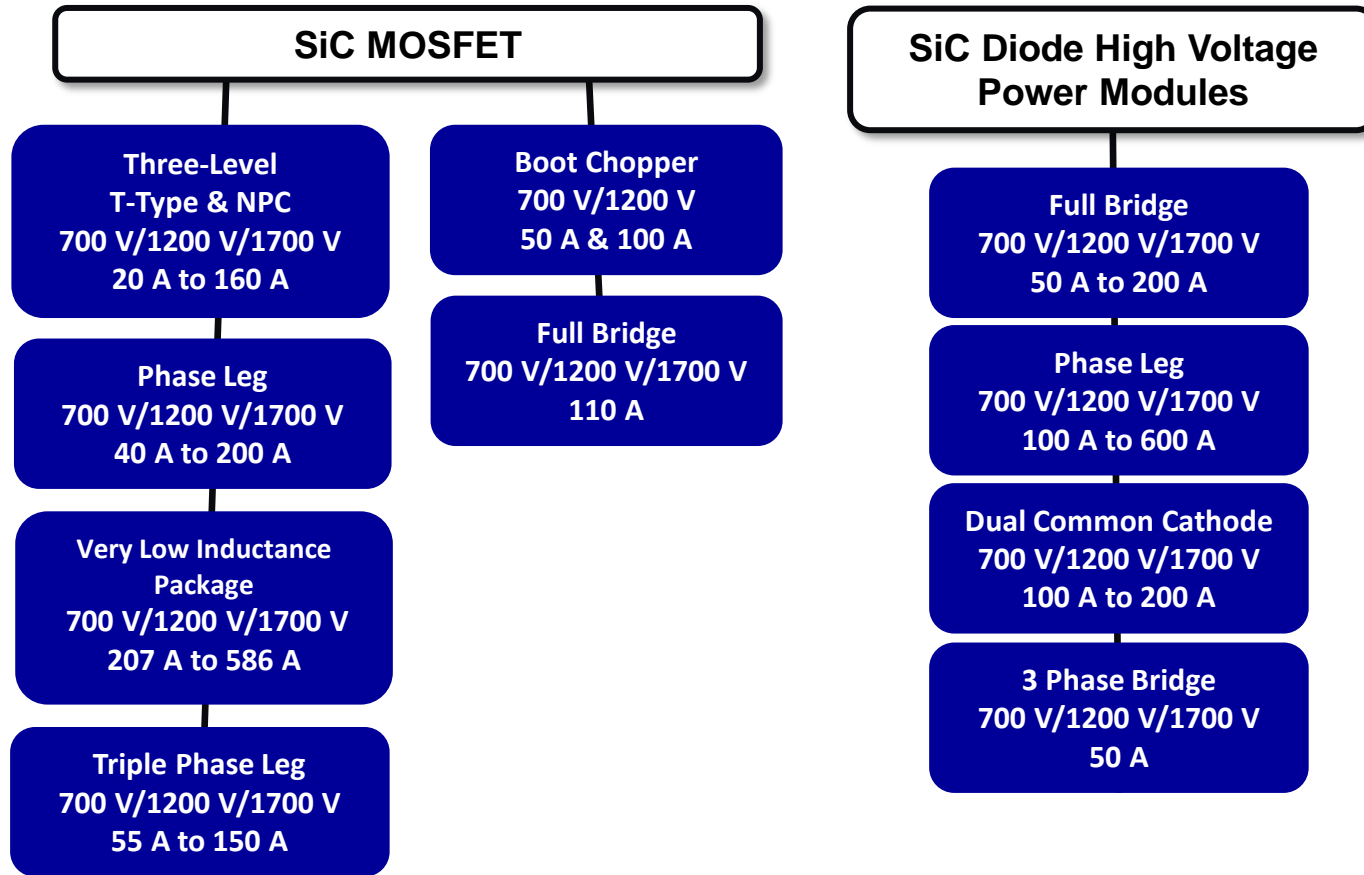 SiC MOSFET
Three-Level
T-Type & NPC
700 V/1200 V/1700 V
20 A to 160 A
Phase Leg
700 V/1200 V/1700 V
40 A to 200 A
Very Low Inductance
Package
700 V/1200 V/1700 V
207 A to 586 A
Triple Phase Leg
700 V/1200 V/1700 V
55 A to 150 A
Boot Chopper
700 V/1200 V
50 A & 100 A
Full Bridge
700 V/1200 V/1700 V
110 A
SiC Diode High Voltage
Power Modules
Full Bridge
700 V/1200 V/1700 V
50 A to 200 A
Phase Leg
700 V/1200 V/1700 V
100 A to 600 A
Dual Common Cathode
700 V/1200 V/1700 V
100 A to 200 A
3 Phase Bridge
700 V/1200 V/1700 V
50 A